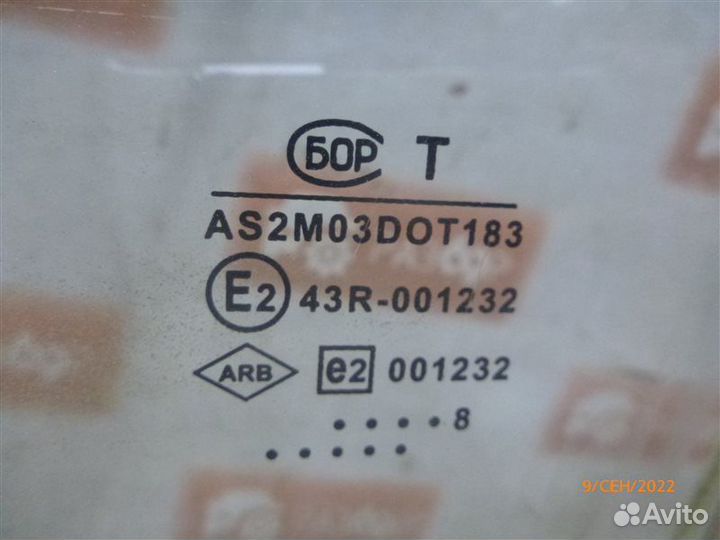 БОР T
AS2M03DOT183
E2 43R-001232
ARB e2 001232
. . . . 8
. . . . .
9/СЕН/2022
Avito